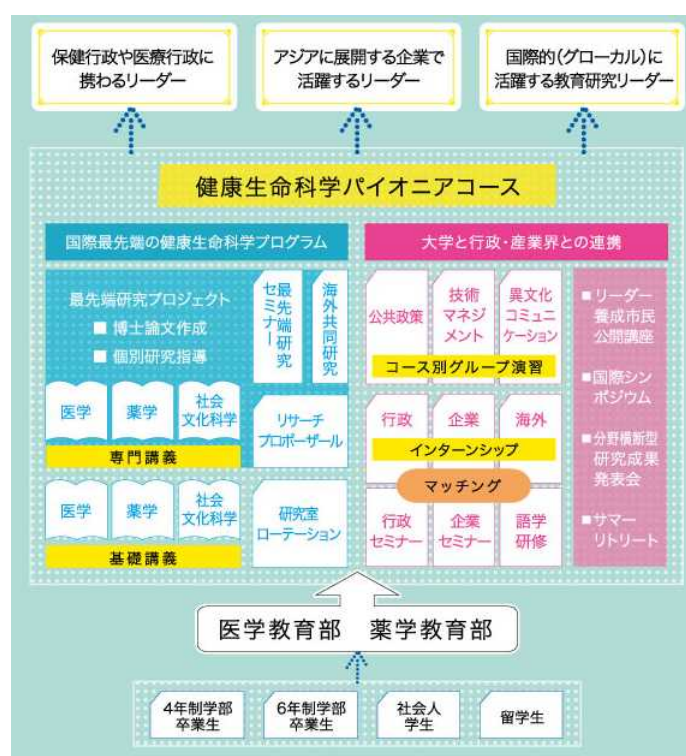 保健行政や医療行政に
携わるリーダー
アジアに展開する企業で
活躍するリーダー
国際的(グローカル)に
活躍する教育研究リーダー
健康生命科学パイオニアコース
国際最先端の健康生命科学プログラム
最先端研究プロジェクト
■ 博士論文作成
■ 個別研究指導
最先端研究
セミナー
海外共同研究
医学
薬学
社会
文化科学
専門講義
リサーチ
プロポーザール
医学
薬学
社会
文化科学
基礎講義
研究室
ローテーション
大学と行政・産業界との連携
公共政策
技術
マネジ
メント
異文化
コミュニ
ケーション
コース別グループ演習
行政
企業
海外
インターンシップ
マッチング
行政
セミナー
企業
セミナー
語学
研修
■リーダー
養成市民
公開講座
■国際シン
ポジウム
■分野横断型
研究成果
発表会
■サマー
リトリート
医学教育部 薬学教育部
4年制学部
卒業生
6年制学部
卒業生
社会人
学生
留学生